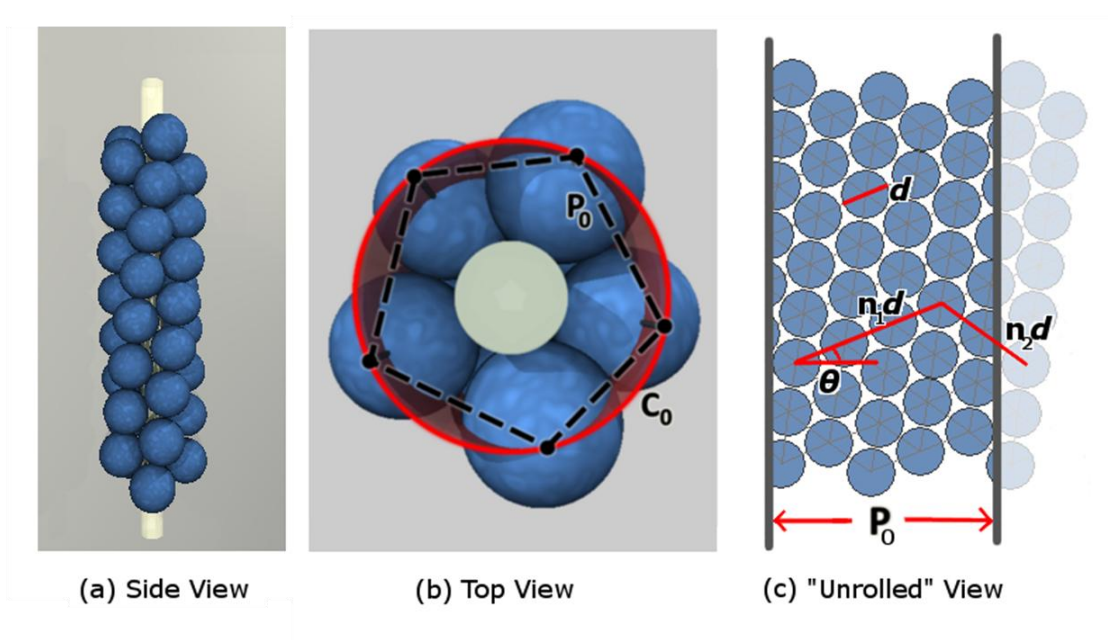 P₀
C₀
d
n₁d
n₂d
θ
P₀
(a) Side View
(b) Top View
(c) "Unrolled" View